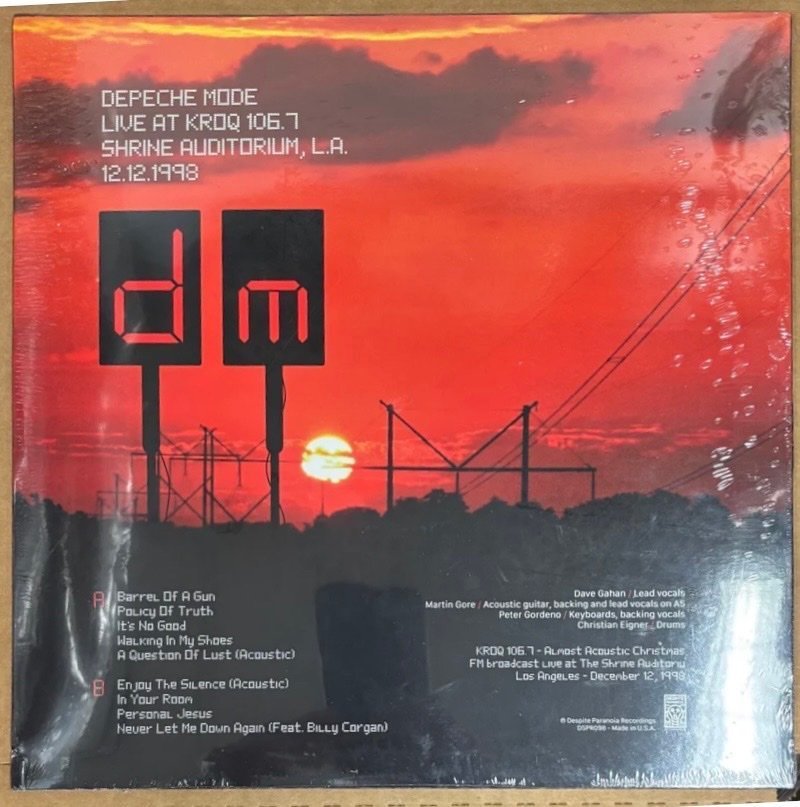 DEPECHE MODE
LIVE AT KROQ 106.7
SHRINE AUDITORIUM, L.A.
12.12.1998
dm
A Barrel Of A Gun
Policy Of Truth
It's No Good
Walking In My Shoes
A Question Of Lust (Acoustic)
B Enjoy The Silence (Acoustic)
In Your Room
Personal Jesus
Never Let Me Down Again (Feat. Billy Corgan)
Dave Gahan / Lead vocals
Martin Gore / Acoustic guitar, backing and lead vocals on A5
Peter Gordeno / Keyboards, backing vocals
Christian Eigner / Drums
KROQ 106.7 - Almost Acoustic Christmas
FM broadcast live at The Shrine Auditoriu
Los Angeles - December 12, 1998
© Despite Paranoia Recordings
DSPR098 - Made in U.S.A.